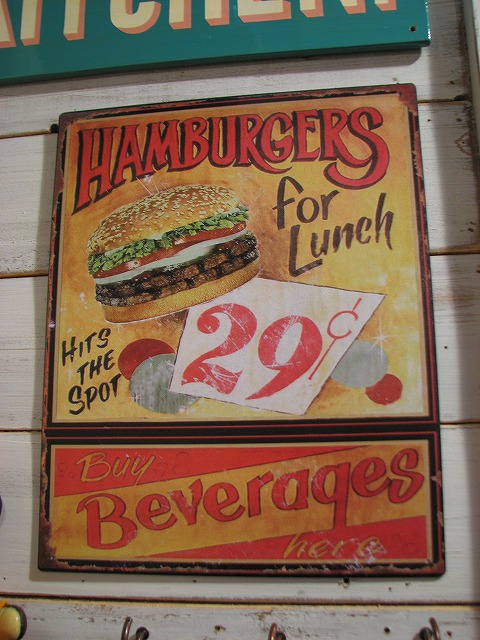 HAMBURGERS
for
Lunch
29¢
HITS
THE
SPOT
Buy
Beverages
here